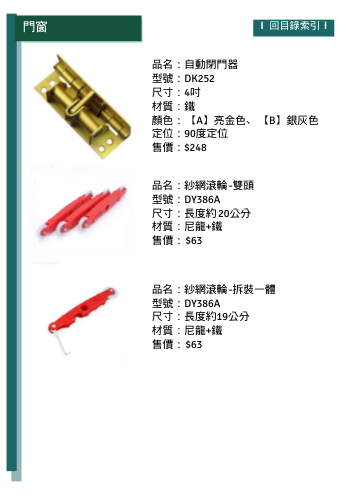 門窗
I 回目錄索引 I
品名：自動閉門器
型號：DK252
尺寸：4吋
材質：鐵
顏色：【A】亮金色、【B】銀灰色
定位：90度定位
售價：$248
品名：紗網滾輪-雙頭
型號：DY386A
尺寸：長度約20公分
材質：尼龍+鐵
售價：$63
品名：紗網滾輪-拆裝一體
型號：DY386A
尺寸：長度約19公分
材質：尼龍+鐵
售價：$63